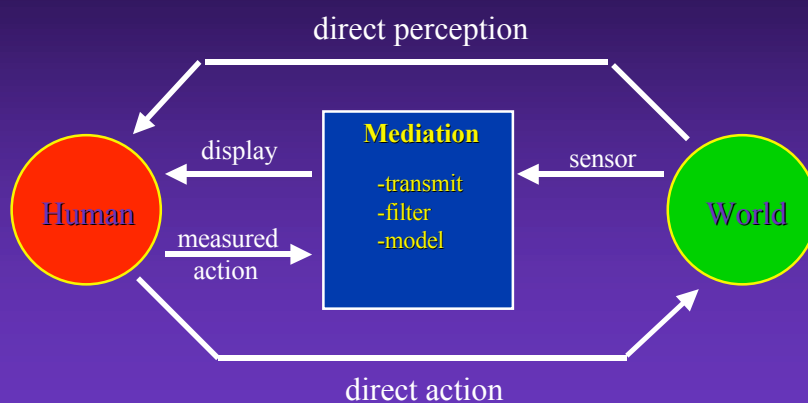 direct perception
Mediation
display
sensor
-transmit
-filter
-model
Human
World
measured
action
direct action